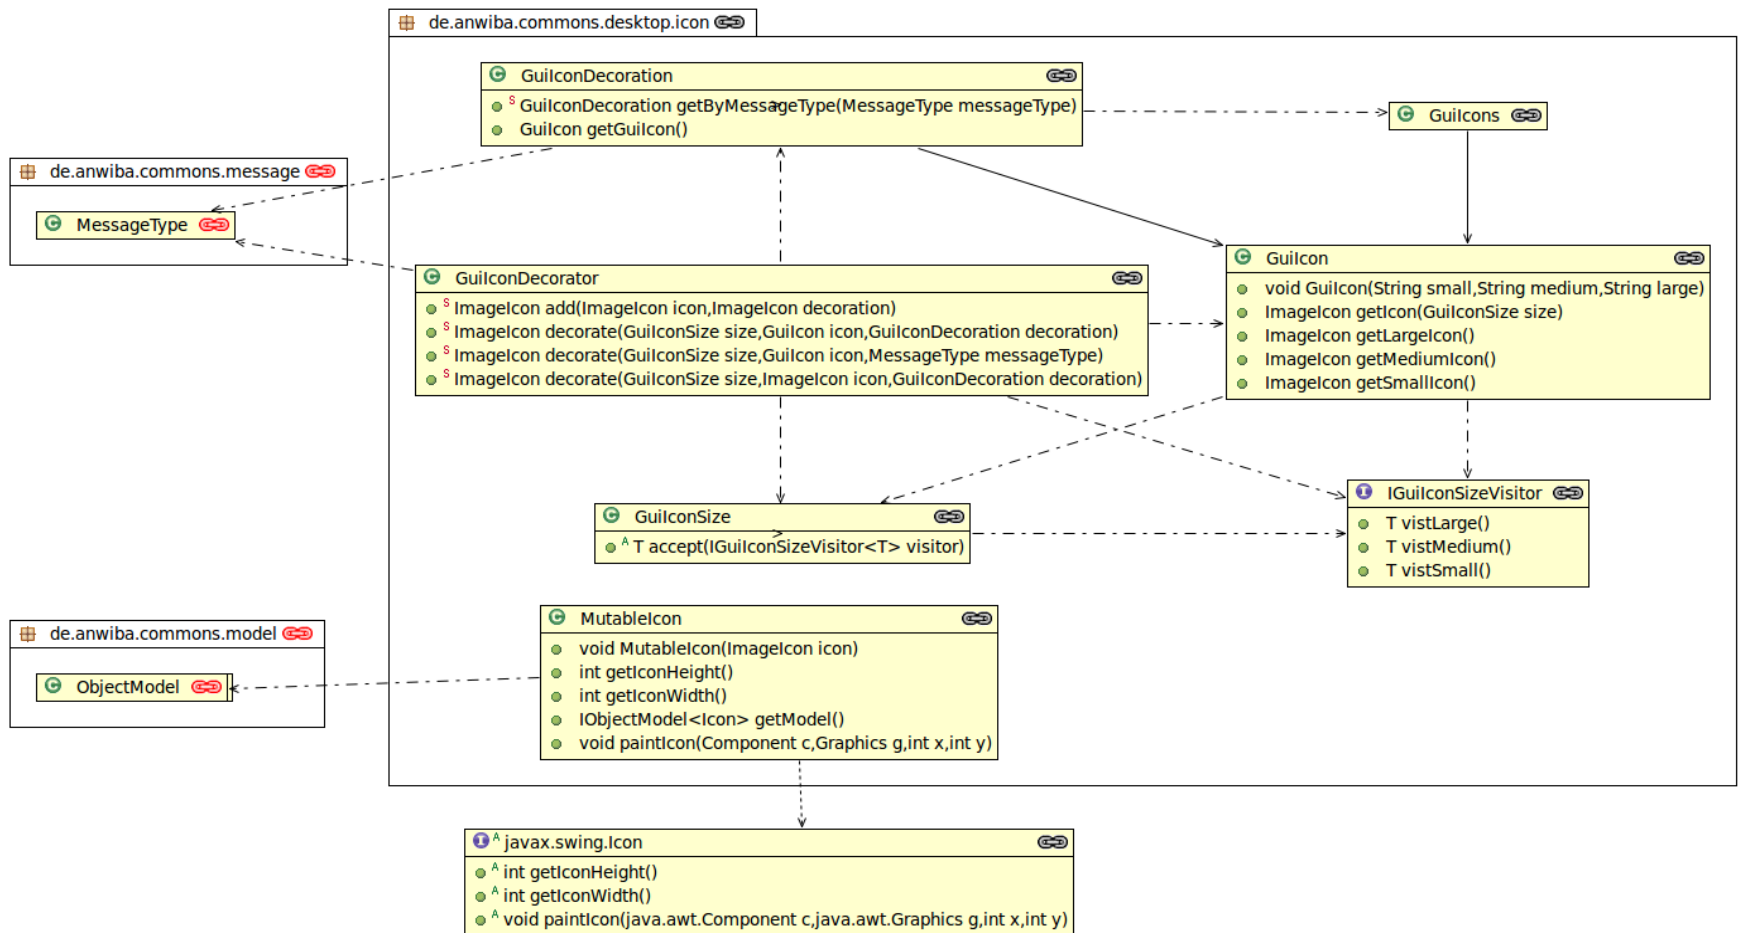 de.anwiba.commons.desktop.icon
GuiIconDecoration
S GuiIconDecoration getByMessageType(MessageType messageType)
GuiIcon getGuiIcon()
GuiIcons
de.anwiba.commons.message
MessageType
GuiIconDecorator
S ImageIcon add(ImageIcon icon,ImageIcon decoration)
S ImageIcon decorate(GuiIconSize size,GuiIcon icon,GuiIconDecoration decoration)
S ImageIcon decorate(GuiIconSize size,GuiIcon icon,MessageType messageType)
S ImageIcon decorate(GuiIconSize size,ImageIcon icon,GuiIconDecoration decoration)
GuiIcon
void GuiIcon(String small,String medium,String large)
ImageIcon getIcon(GuiIconSize size)
ImageIcon getLargeIcon()
ImageIcon getMediumIcon()
ImageIcon getSmallIcon()
GuiIconSize
A T accept(IGuiIconSizeVisitor<T> visitor)
IGuiIconSizeVisitor
T vistLarge()
T vistMedium()
T vistSmall()
de.anwiba.commons.model
ObjectModel
MutableIcon
void MutableIcon(ImageIcon icon)
int getIconHeight()
int getIconWidth()
IObjectModel<Icon> getModel()
void paintIcon(Component c,Graphics g,int x,int y)
A javax.swing.Icon
A int getIconHeight()
A int getIconWidth()
A void paintIcon(java.awt.Component c,java.awt.Graphics g,int x,int y)